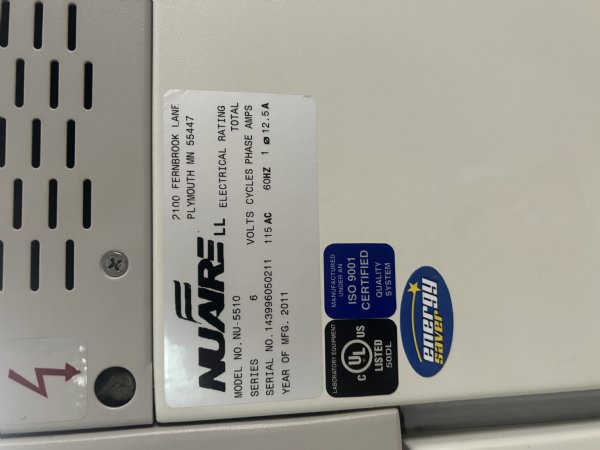 2100 FERNBROOK LANE
PLYMOUTH MN 55447
NUAIRE
LL ELECTRICAL RATING
TOTAL
MODEL NO. NU-5510 VOLTS CYCLES PHASE AMPS
SERIES 6 115 AC 60HZ 1 ø 12.5A
SERIAL NO. 143996050211
YEAR OF MFG. 2011
LABORATORY EQUIPMENT
C UL US
LISTED
50DL
MANUFACTURED
UNDER AN
ISO 9001
CERTIFIED
QUALITY
SYSTEM
energy
saver